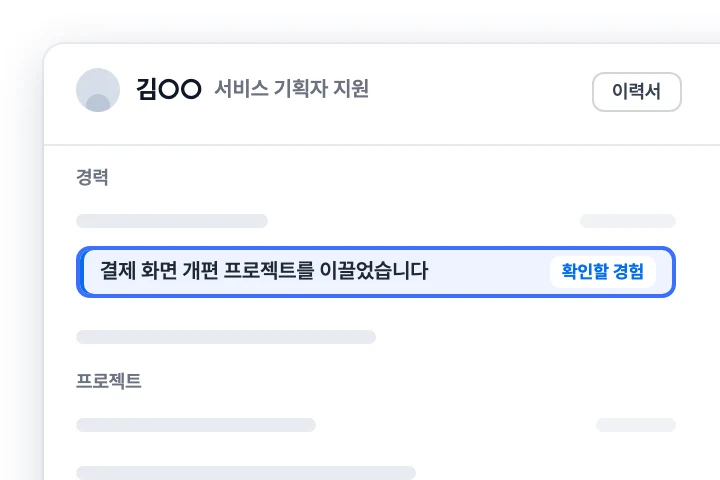 김○○ 서비스 기획자 지원
이력서
경력
결제 화면 개편 프로젝트를 이끌었습니다
확인할 경험
프로젝트